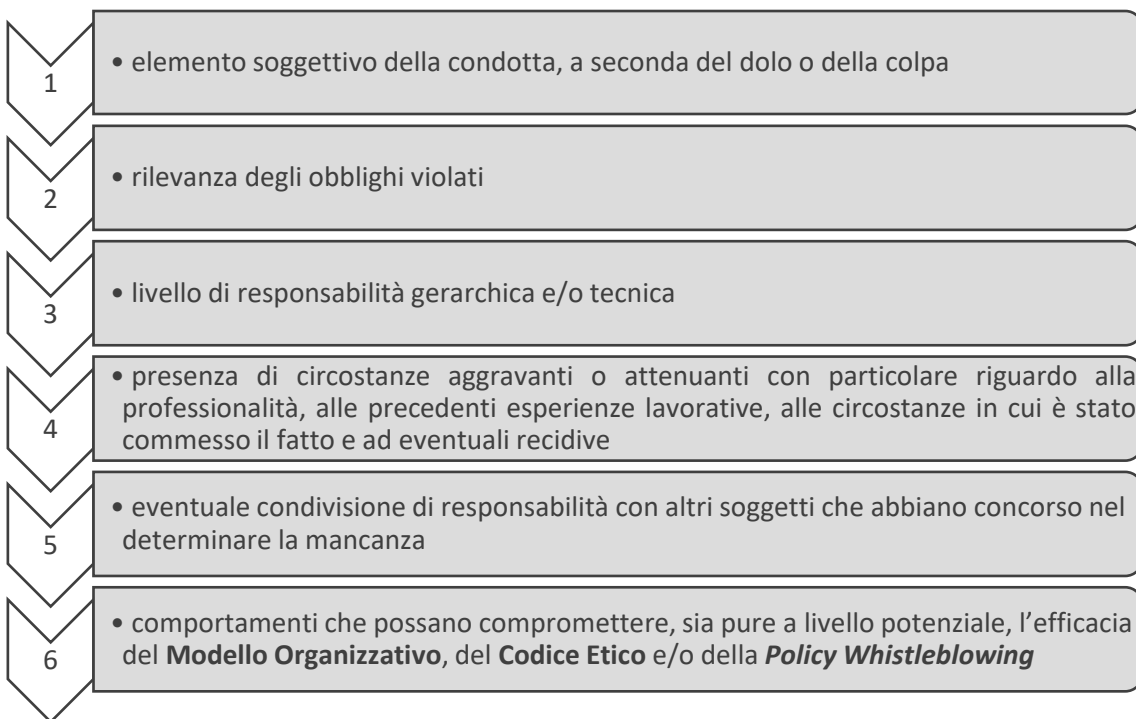 1
• elemento soggettivo della condotta, a seconda del dolo o della colpa
2
• rilevanza degli obblighi violati
3
• livello di responsabilità gerarchica e/o tecnica
4
• presenza di circostanze aggravanti o attenuanti con particolare riguardo alla
professionalità, alle precedenti esperienze lavorative, alle circostanze in cui è stato
commesso il fatto e ad eventuali recidive
5
• eventuale condivisione di responsabilità con altri soggetti che abbiano concorso nel
determinare la mancanza
6
• comportamenti che possano compromettere, sia pure a livello potenziale, l’efficacia
del Modello Organizzativo, del Codice Etico e/o della Policy Whistleblowing